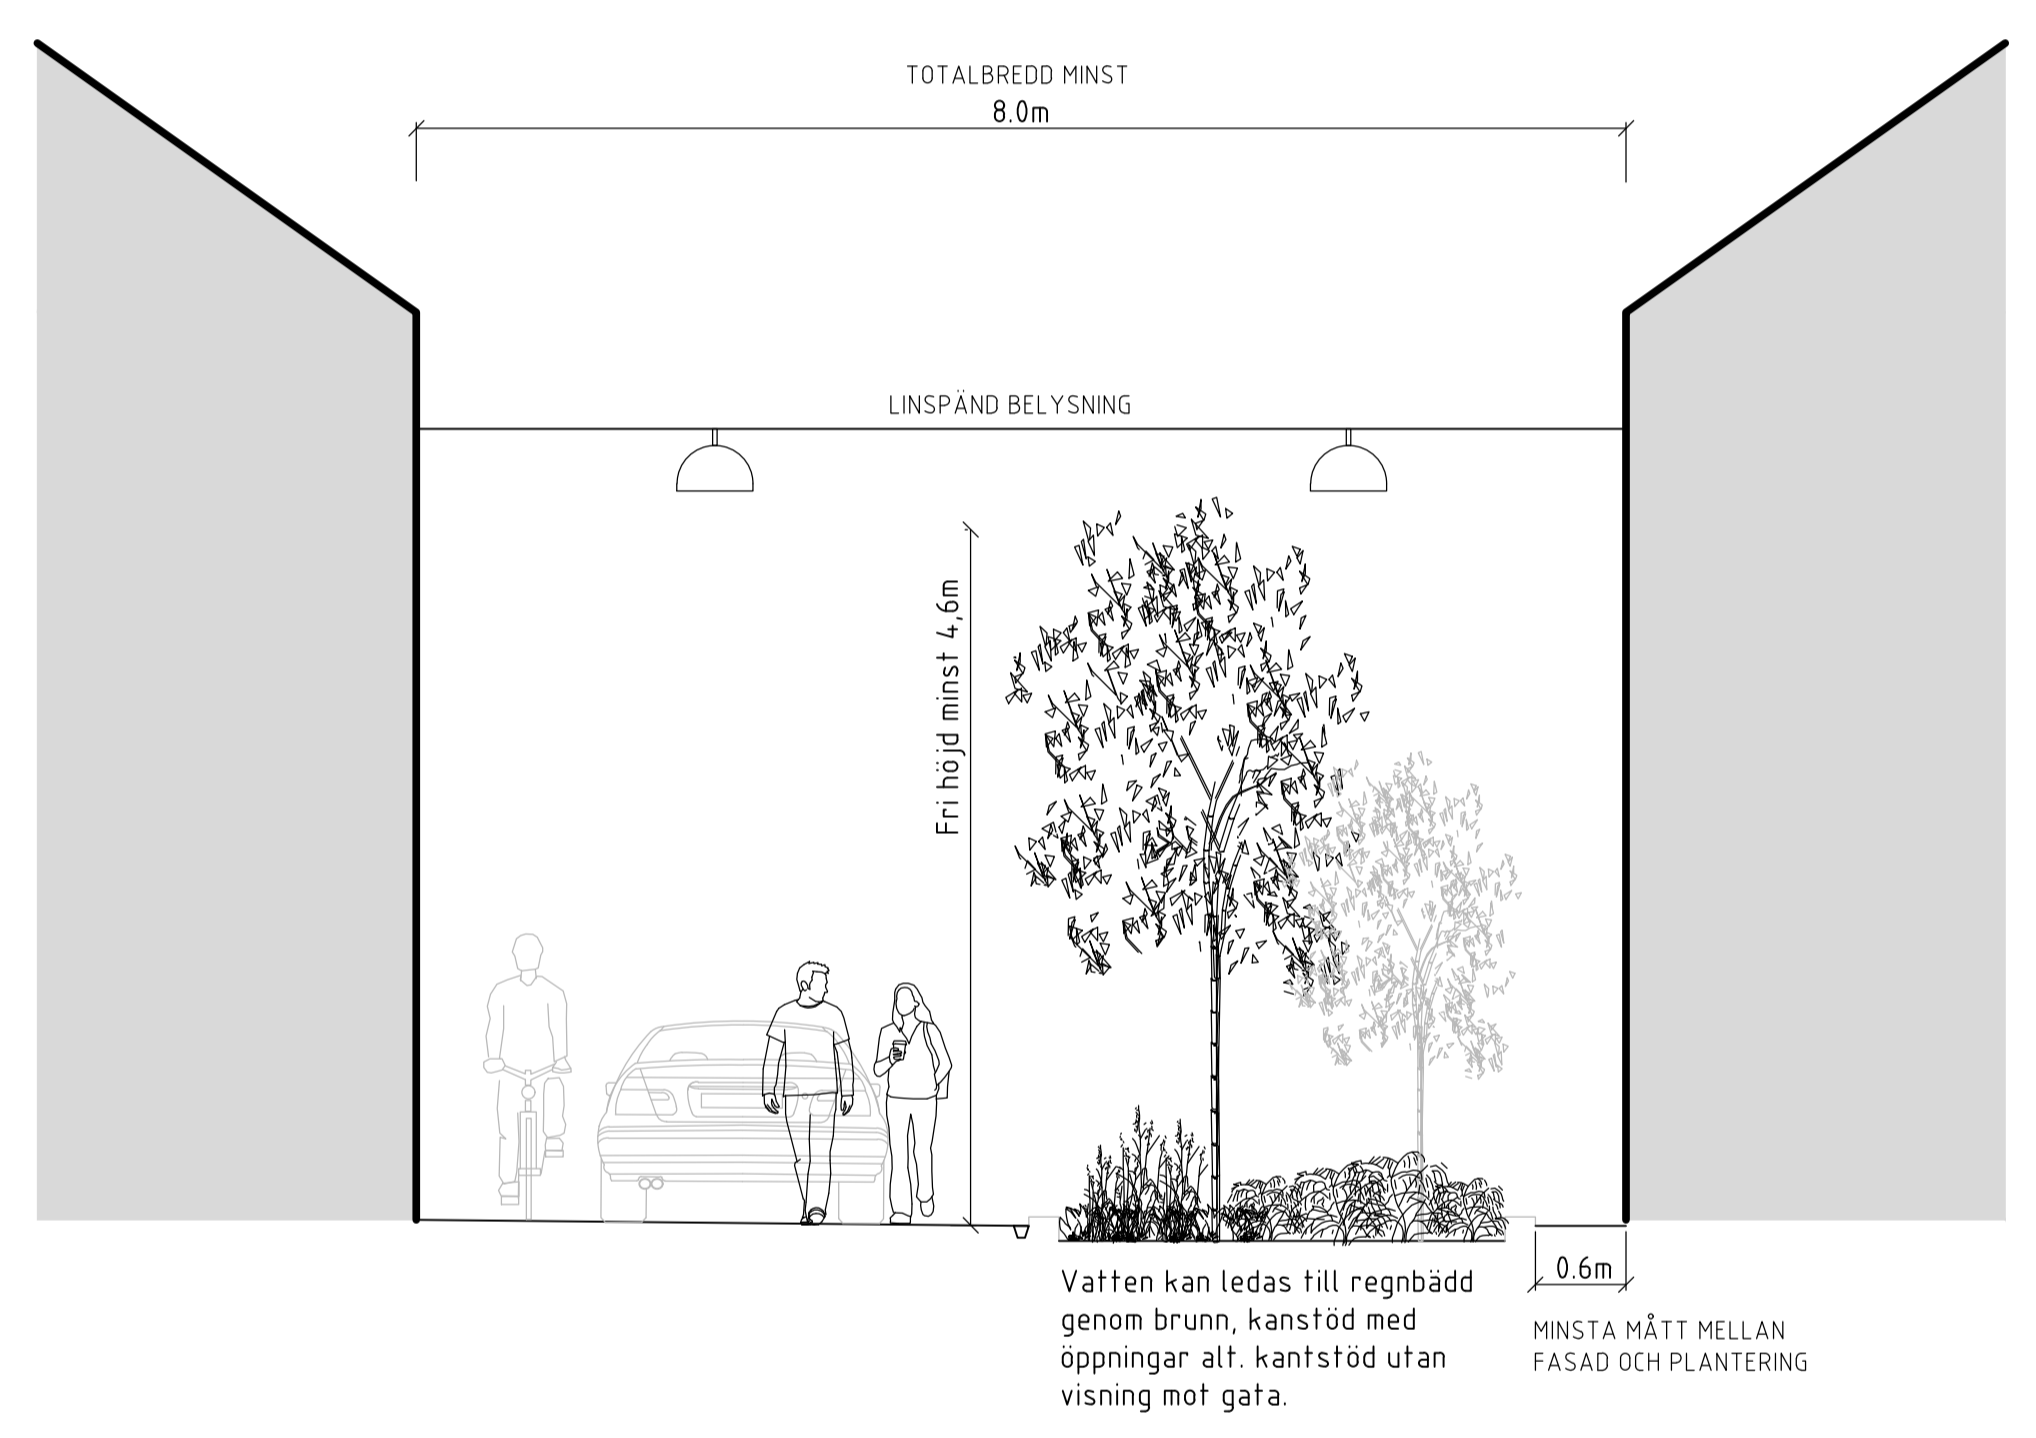 TOTALBREDD MINST
8.0m
LINSPÄND BELYSNING
Fri höjd minst 4,6m
Vatten kan ledas till regnbädd
genom brunn, kanstöd med
öppningar alt. kantstöd utan
visning mot gata.
0.6m
MINSTA MÅTT MELLAN
FASAD OCH PLANTERING